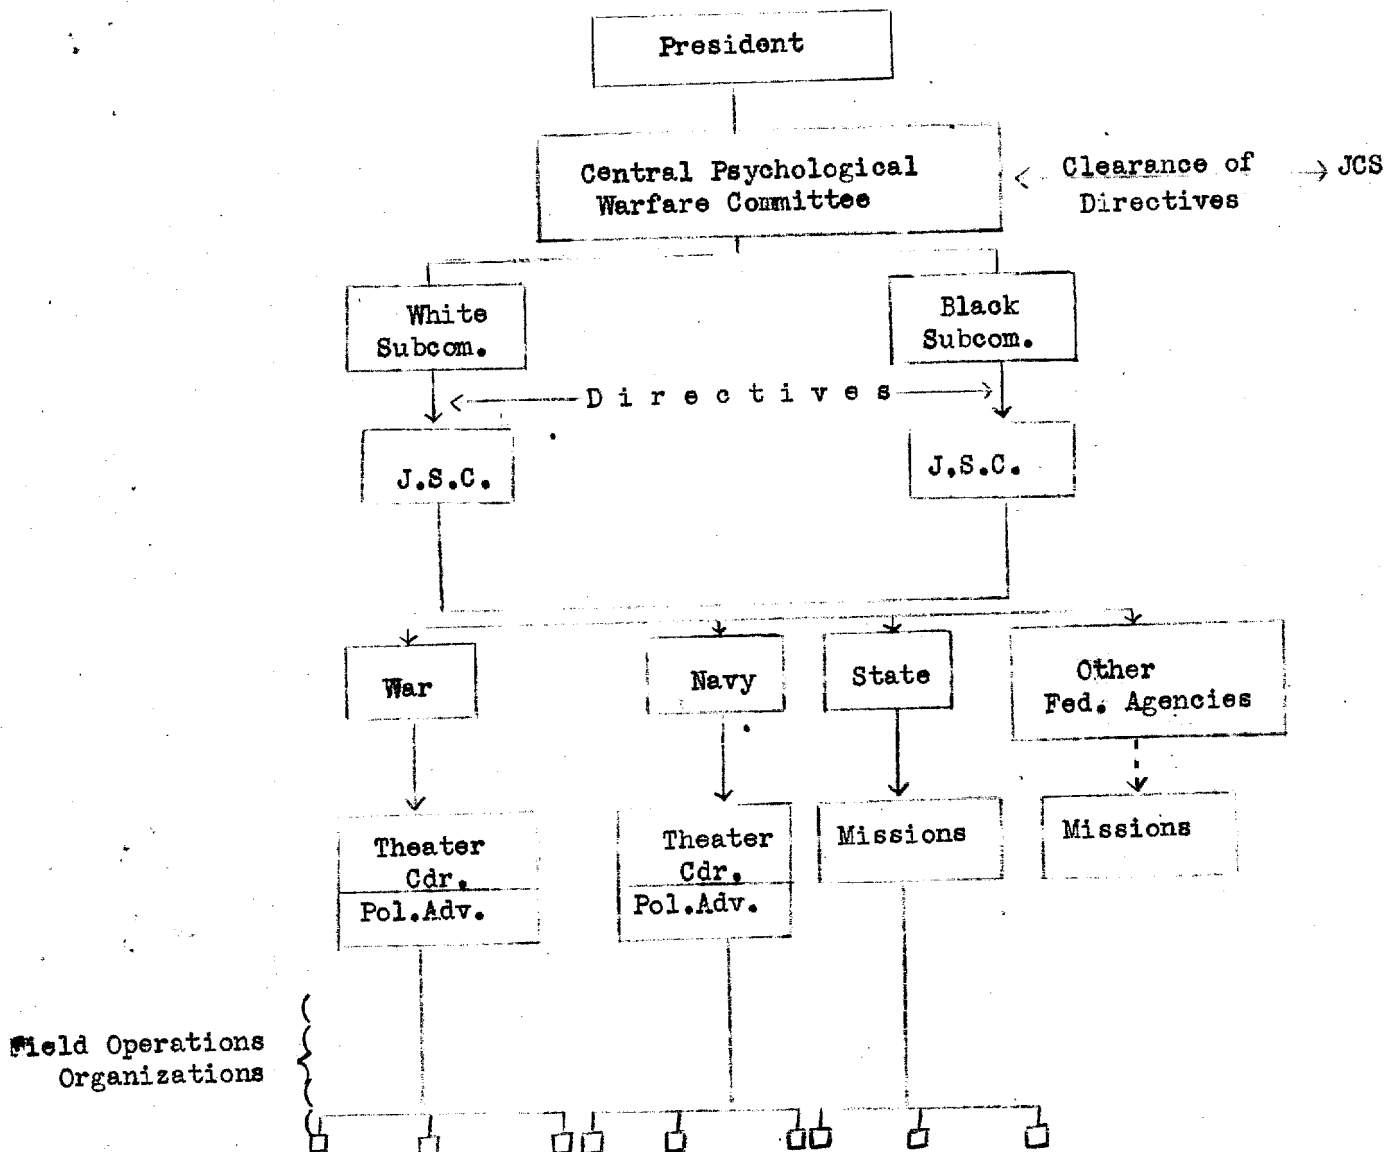 President
Central Psychological
Warfare Committee
Clearance of
Directives
JCS
White
Subcom.
Black
Subcom.
Directives
J.S.C.
J.S.C.
War
Navy
State
Other
Fed. Agencies
Theater
Cdr.
Pol.Adv.
Theater
Cdr.
Pol.Adv.
Missions
Missions
Field Operations
Organizations